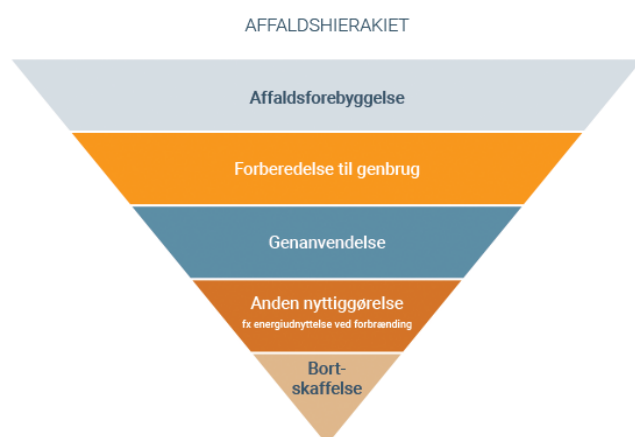 AFFALDSHIERAKIET
Affaldsforebyggelse
Forberedelse til genbrug
Genanvendelse
Anden nyttiggørelse
fx energiudnyttelse ved forbrænding
Bort-
skaffelse